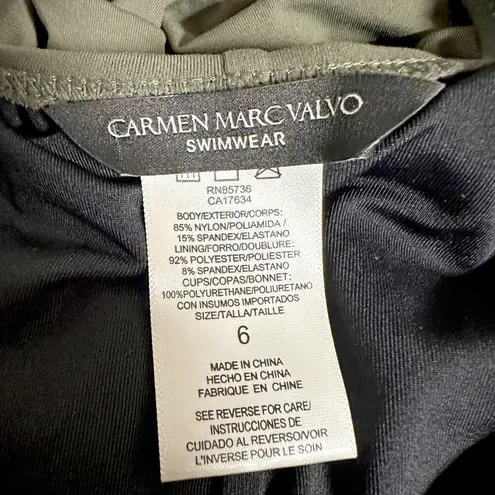 CARMEN MARC VALVO
SWIMWEAR
RN85736
CA17634
BODY/EXTERIOR/CORPS:
85% NYLON/POLIAMIDA /
15% SPANDEX/ELASTANO
LINING/FORRO/DOUBLURE:
92% POLYESTER/POLIESTER
8% SPANDEX/ELASTANO
CUPS/COPAS/BONNET:
100%POLYURETHANE/POLIURETANO
CON INSUMOS IMPORTADOS
SIZE/TALLA/TAILLE
6
MADE IN CHINA
HECHO EN CHINA
FABRIQUE EN CHINE
SEE REVERSE FOR CARE/
INSTRUCCIONES DE
CUIDADO AL REVERSO/VOIR
L'INVERSE POUR LE SOIN